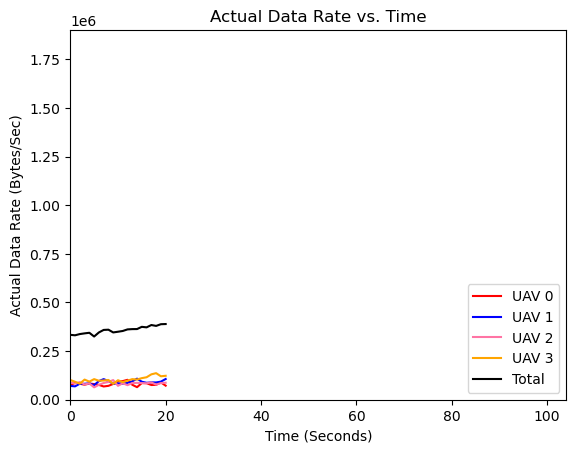 Actual Data Rate vs. Time
1e6
Actual Data Rate (Bytes/Sec)
1.75
1.50
1.25
1.00
0.75
0.50
0.25
0.00
0 20 40 60 80 100
Time (Seconds)
UAV 0
UAV 1
UAV 2
UAV 3
Total